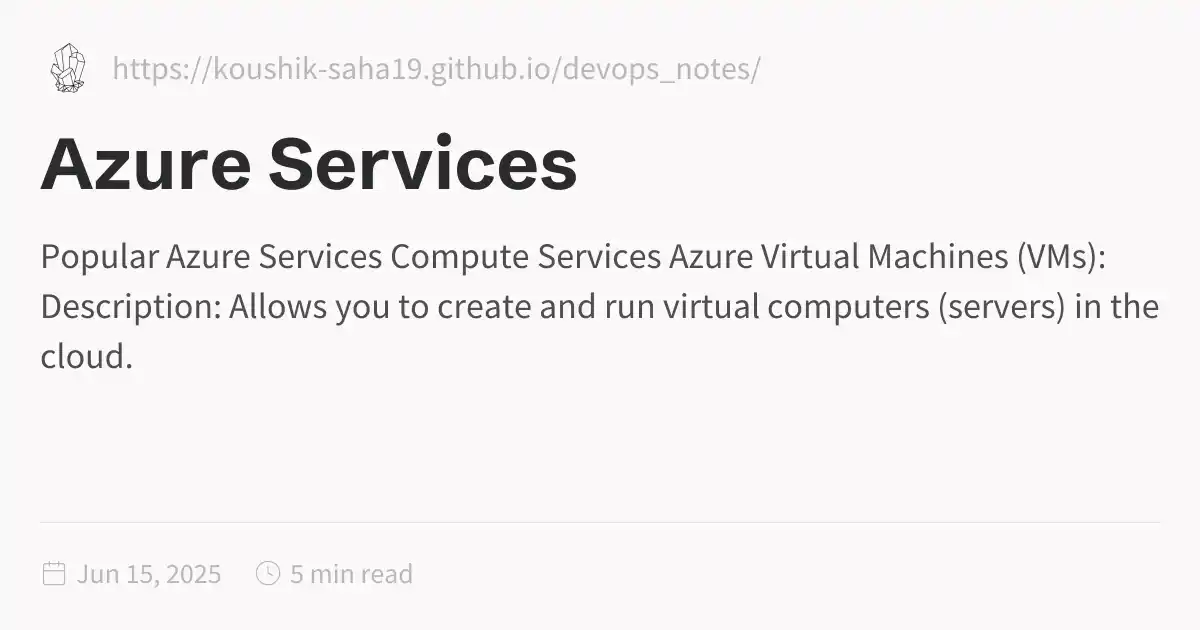 https://koushik-saha19.github.io/devops_notes/
Azure Services
Popular Azure Services Compute Services Azure Virtual Machines (VMs):
Description: Allows you to create and run virtual computers (servers) in the
cloud.
Jun 15, 2025 5 min read